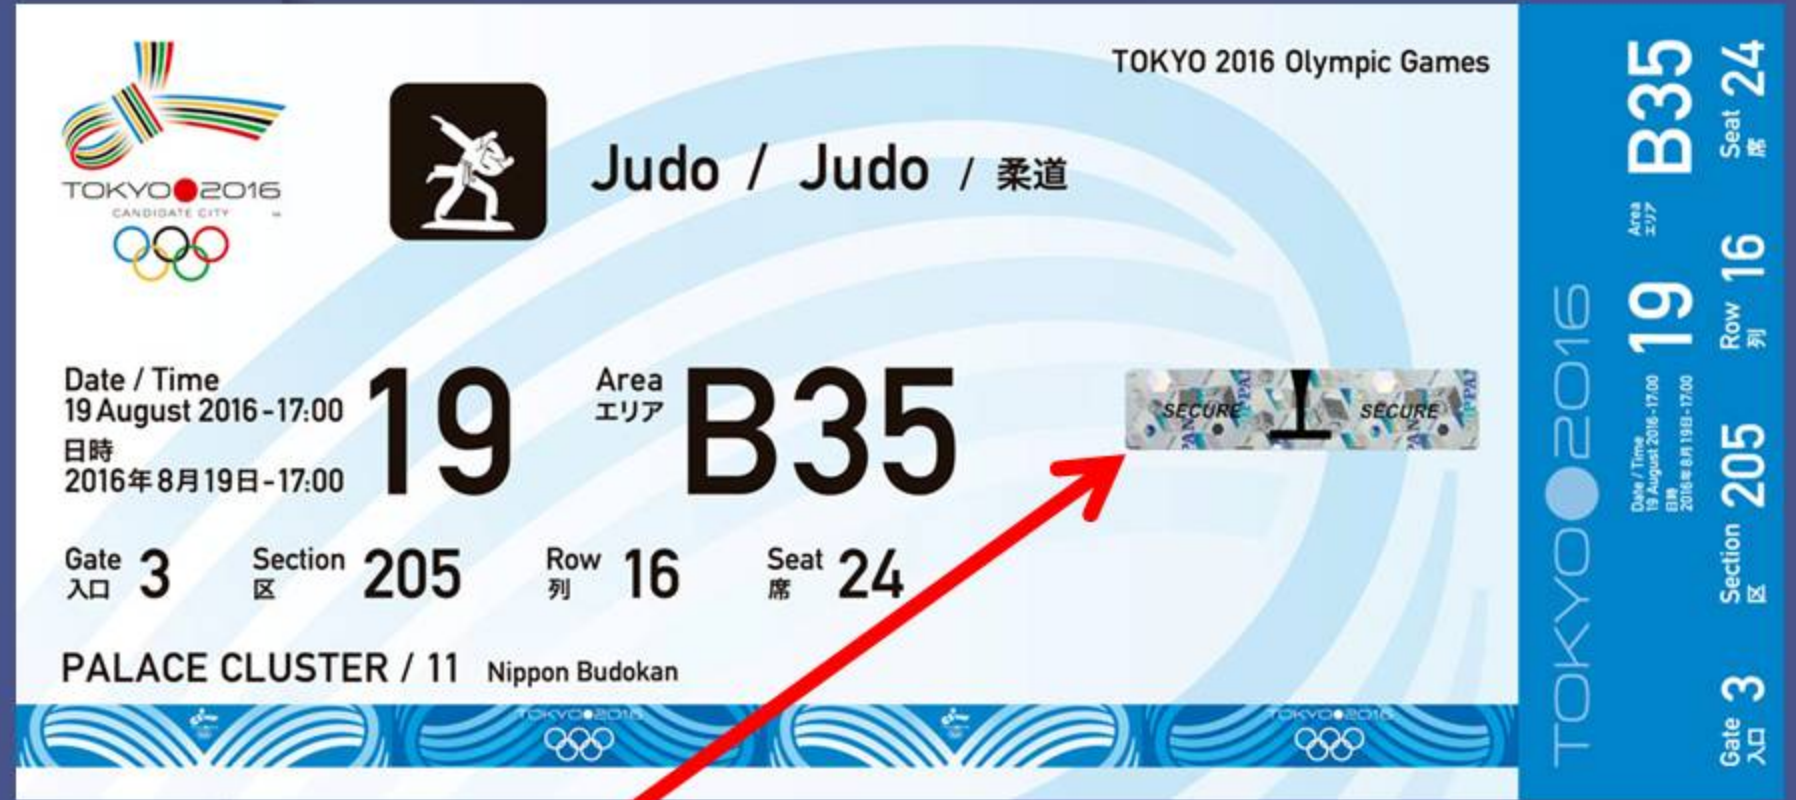 TOKYO 2016
CANDIDATE CITY
TOKYO 2016 Olympic Games
Judo / Judo / 柔道
Date / Time
19 August 2016-17:00
日時
2016年8月19日-17:00
19
Area
エリア
B35
SECURE
SECURE
Gate
入口
3
Section
区
205
Row
列
16
Seat
席
24
PALACE CLUSTER / 11 Nippon Budokan
TOKYO 2016
TOKYO 2016
TOKYO 2016
Date / Time
19 August 2016-17:00
日時
2016年8月19日-17:00
19
Area
エリア
B35
Gate
入口
3
Section
区
205
Row
列
16
Seat
席
24